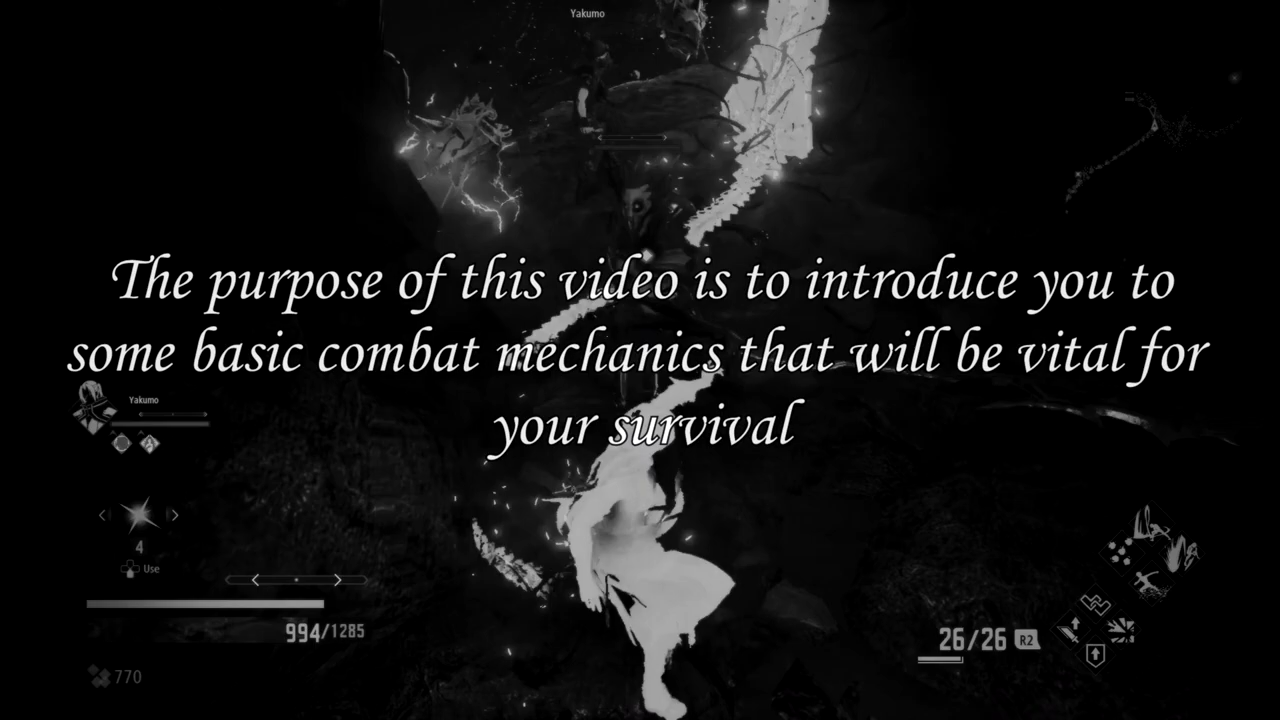 Yakumo
The purpose of this video is to introduce you to
some basic combat mechanics that will be vital for
your survival
Yakumo
4
Use
994/1285
26/26 R2
770